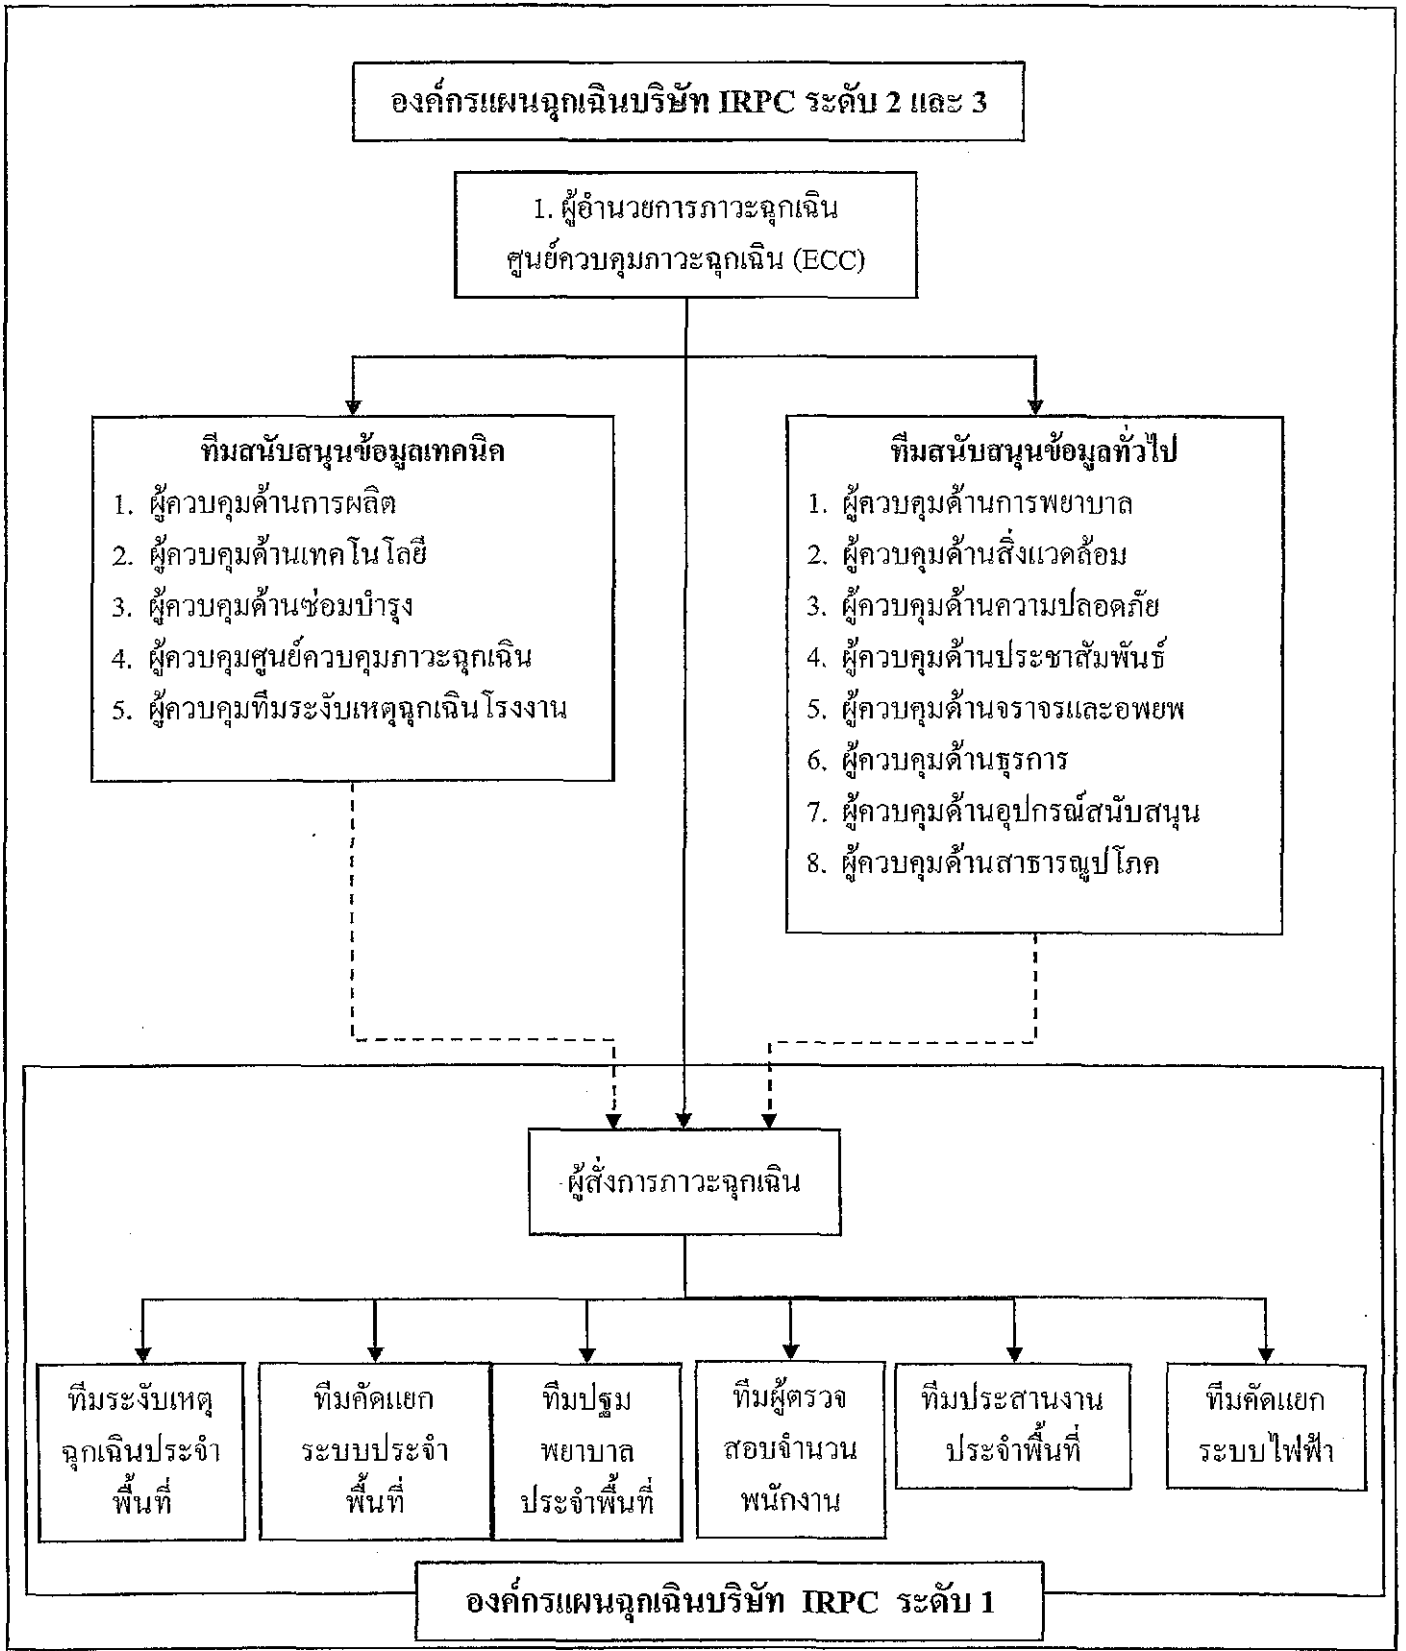 องค์กรแผนฉุกเฉินบริษัท IRPC ระดับ 2 และ 3
1. ผู้อำนวยการภาวะฉุกเฉิน
ศูนย์ควบคุมภาวะฉุกเฉิน (ECC)
ทีมสนับสนุนข้อมูลเทคนิค
1. ผู้ควบคุมด้านการผลิต
2. ผู้ควบคุมด้านเทคโนโลยี
3. ผู้ควบคุมด้านซ่อมบำรุง
4. ผู้ควบคุมศูนย์ควบคุมภาวะฉุกเฉิน
5. ผู้ควบคุมทีมระงับเหตุฉุกเฉินโรงงาน
ทีมสนับสนุนข้อมูลทั่วไป
1. ผู้ควบคุมด้านการพยาบาล
2. ผู้ควบคุมด้านสิ่งแวดล้อม
3. ผู้ควบคุมด้านความปลอดภัย
4. ผู้ควบคุมด้านประชาสัมพันธ์
5. ผู้ควบคุมด้านจราจรและอพยพ
6. ผู้ควบคุมด้านธุรการ
7. ผู้ควบคุมด้านอุปกรณ์สนับสนุน
8. ผู้ควบคุมด้านสาธารณูปโภค
ผู้สั่งการภาวะฉุกเฉิน
ทีมระงับเหตุ
ฉุกเฉินประจำ
พื้นที่
ทีมคัดแยก
ระบบประจำ
พื้นที่
ทีมปฐม
พยาบาล
ประจำพื้นที่
ทีมผู้ตรวจ
สอบจำนวน
พนักงาน
ทีมประสานงาน
ประจำพื้นที่
ทีมคัดแยก
ระบบไฟฟ้า
องค์กรแผนฉุกเฉินบริษัท IRPC ระดับ 1